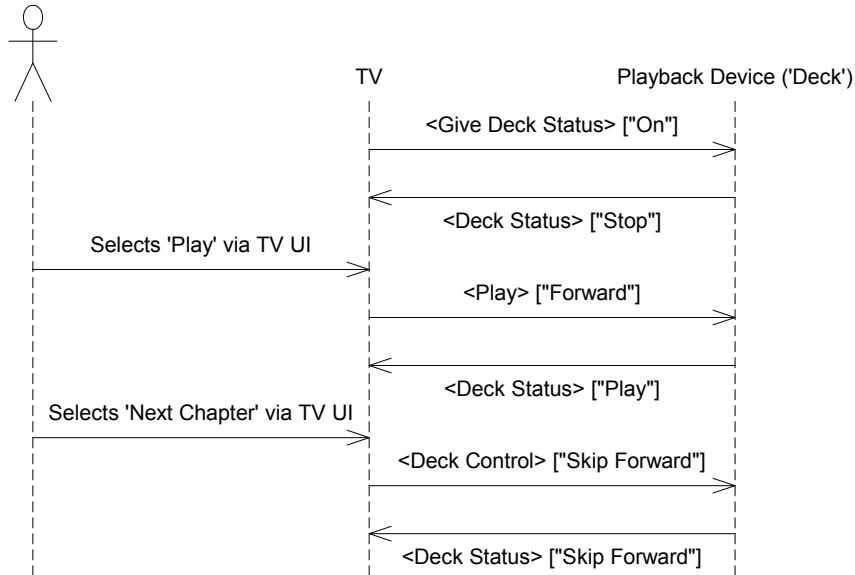 TV
Playback Device ('Deck')
<Give Deck Status> ["On"]
<Deck Status> ["Stop"]
Selects 'Play' via TV UI
<Play> ["Forward"]
<Deck Status> ["Play"]
Selects 'Next Chapter' via TV UI
<Deck Control> ["Skip Forward"]
<Deck Status> ["Skip Forward"]